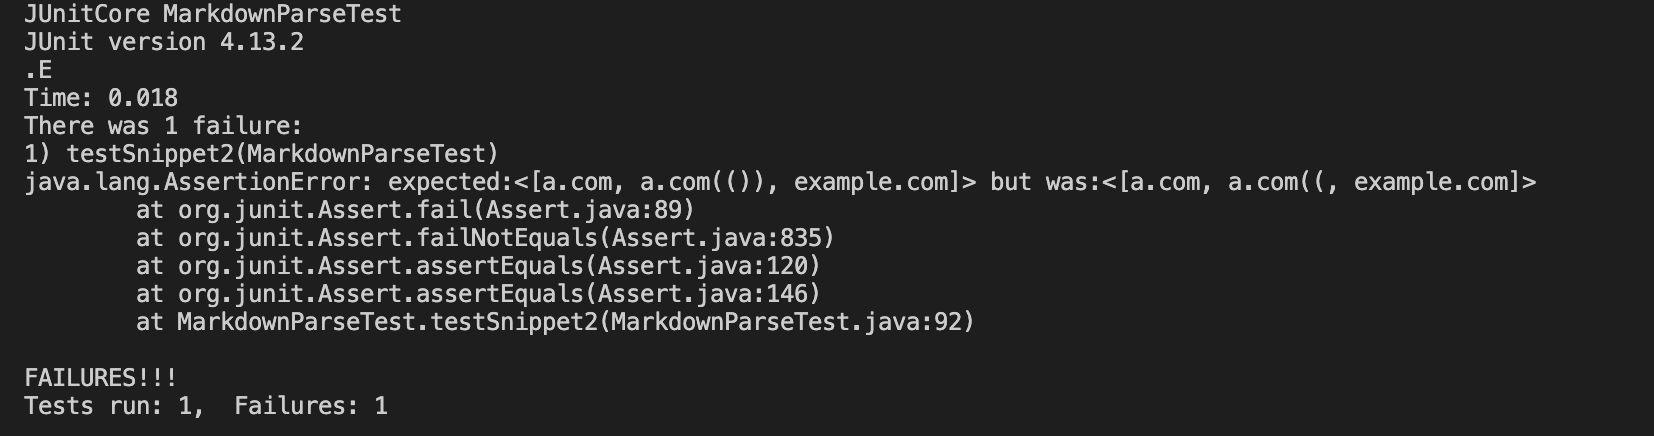 JUnitCore MarkdownParseTest
JUnit version 4.13.2
.E
Time: 0.018
There was 1 failure:
1) testSnippet2(MarkdownParseTest)
java.lang.AssertionError: expected:<[a.com, a.com(()), example.com]> but was:<[a.com, a.com((, example.com]>
        at org.junit.Assert.fail(Assert.java:89)
        at org.junit.Assert.failNotEquals(Assert.java:835)
        at org.junit.Assert.assertEquals(Assert.java:120)
        at org.junit.Assert.assertEquals(Assert.java:146)
        at MarkdownParseTest.testSnippet2(MarkdownParseTest.java:92)

FAILURES!!!
Tests run: 1,  Failures: 1